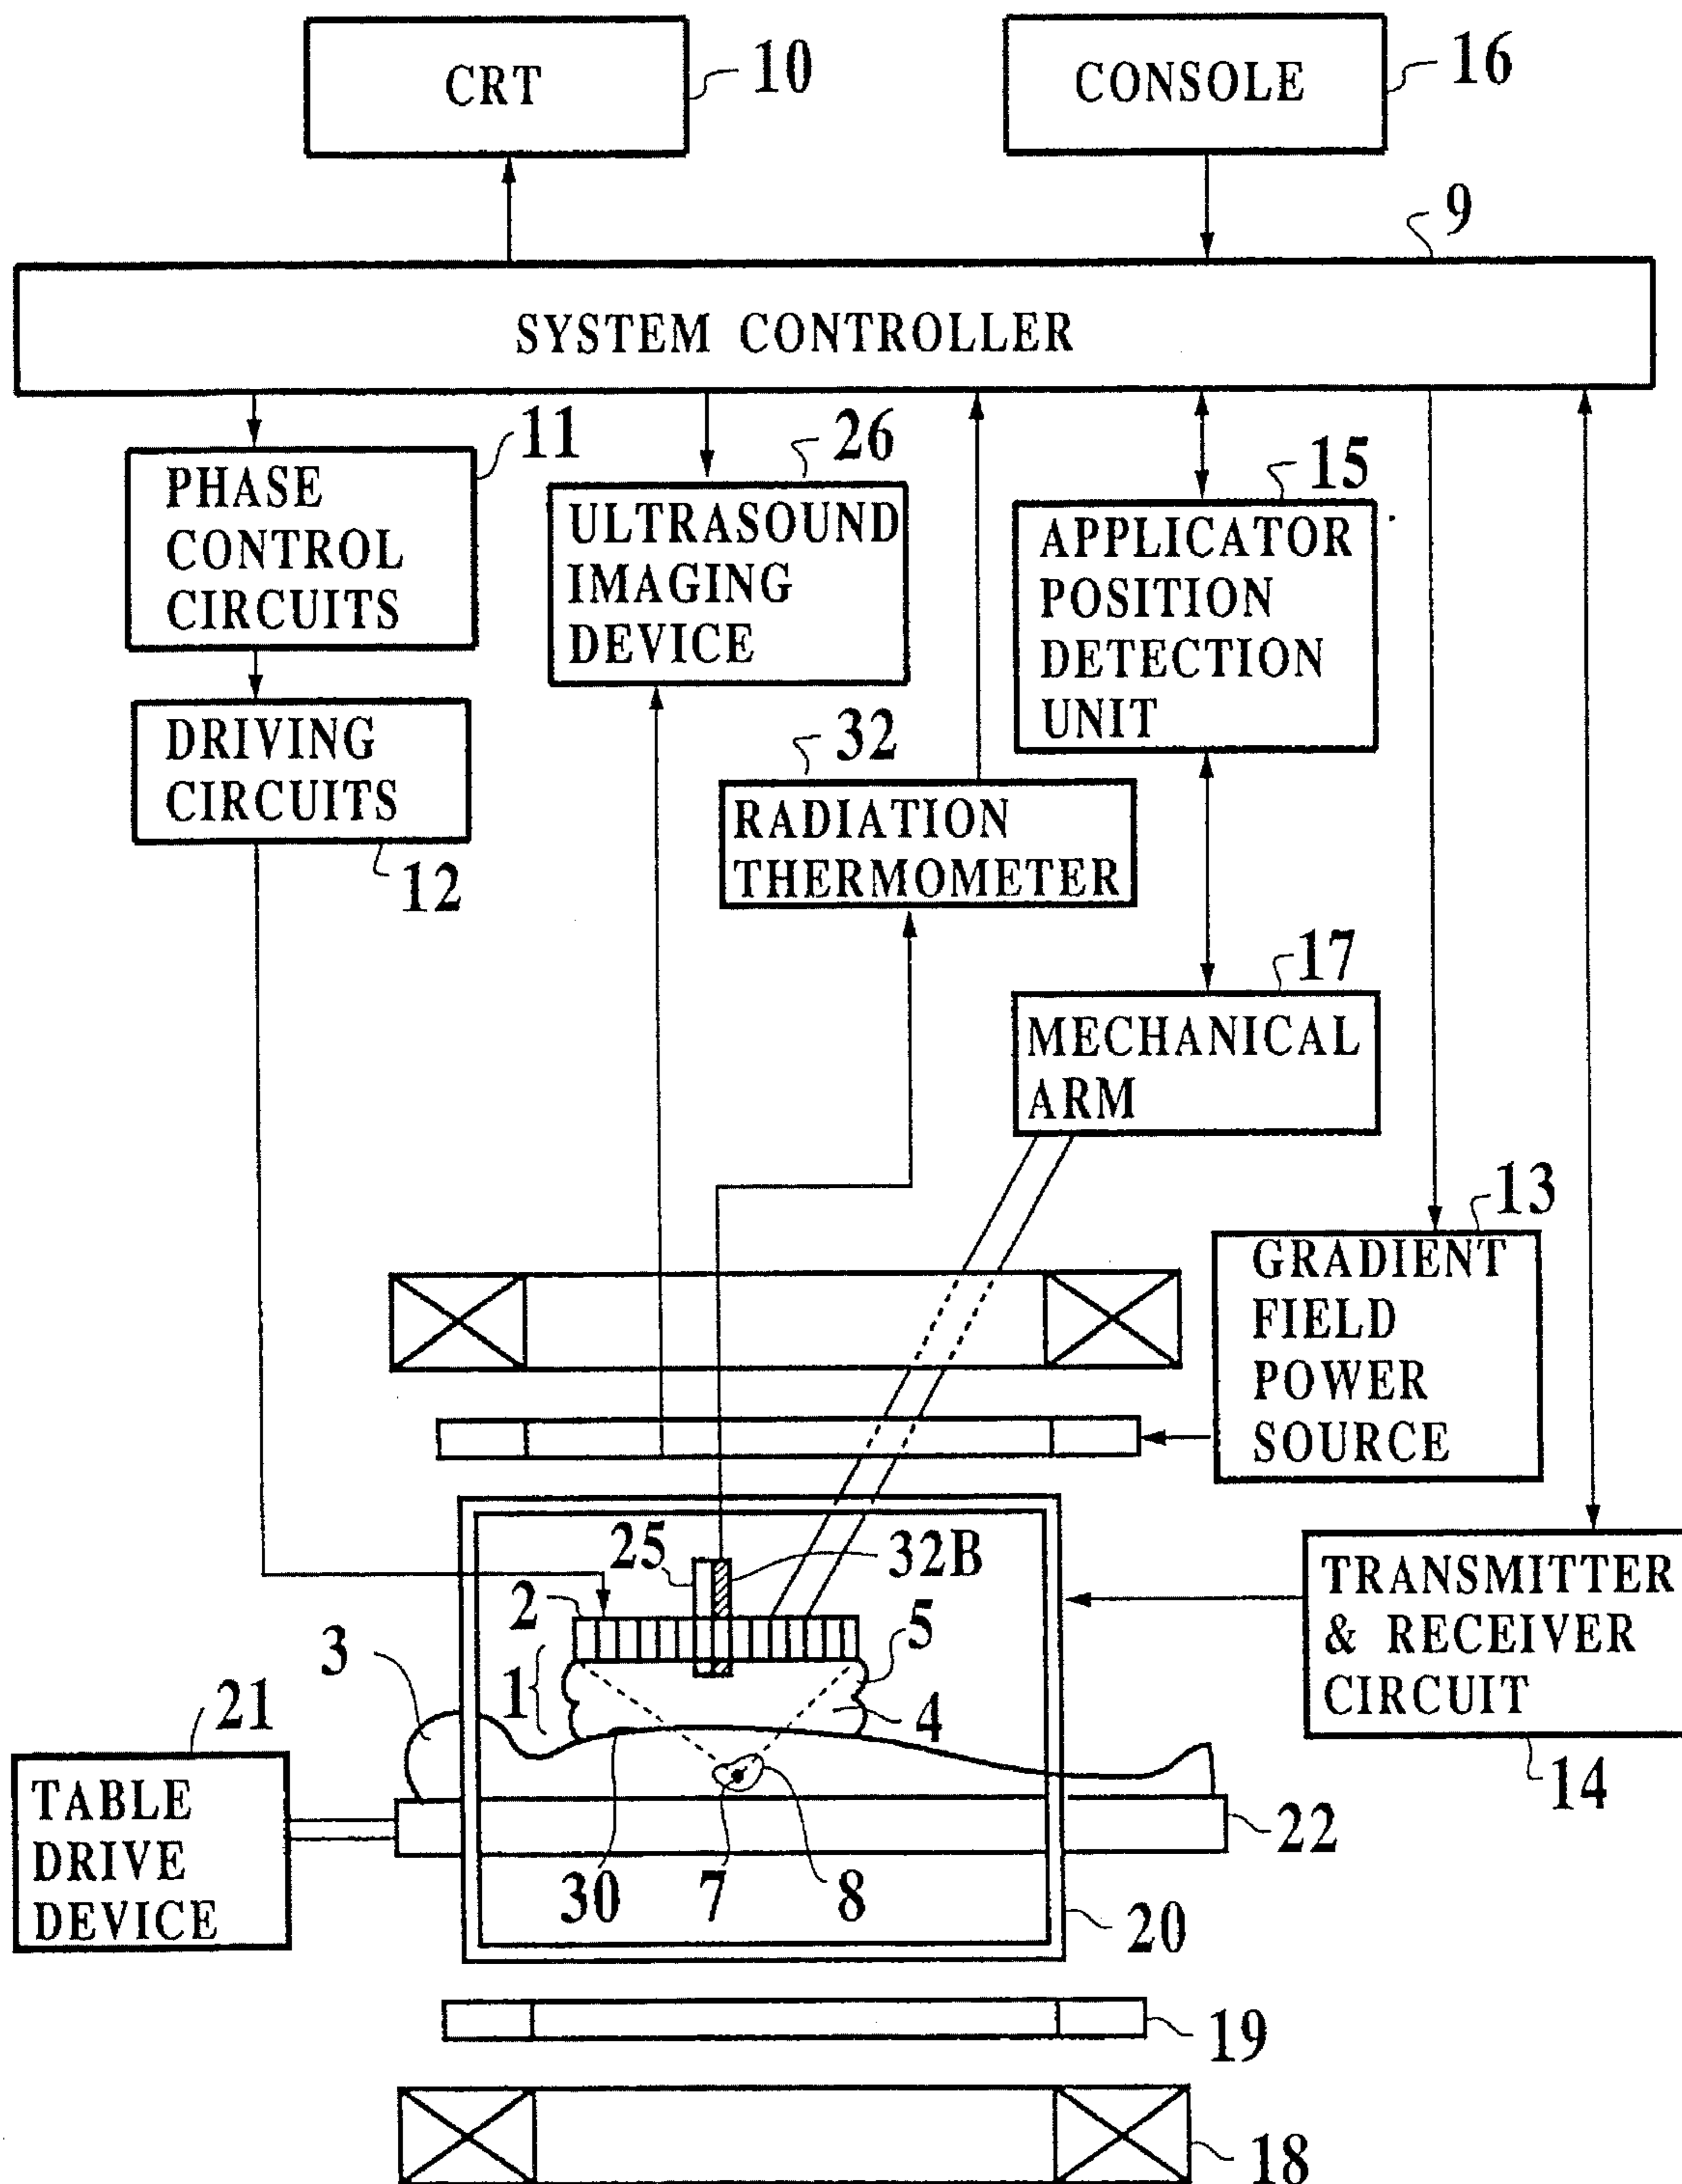 CRT
10
CONSOLE
16
9
SYSTEM CONTROLLER
11
PHASE
CONTROL
CIRCUITS
26
ULTRASOUND
IMAGING
DEVICE
15
APPLICATOR
POSITION
DETECTION
UNIT
DRIVING
CIRCUITS
12
32
RADIATION
THERMOMETER
17
MECHANICAL
ARM
13
GRADIENT
FIELD
POWER
SOURCE
25
32B
2
5
3
1
4
TRANSMITTER
& RECEIVER
CIRCUIT
14
21
TABLE
DRIVE
DEVICE
22
30
7
8
20
19
18